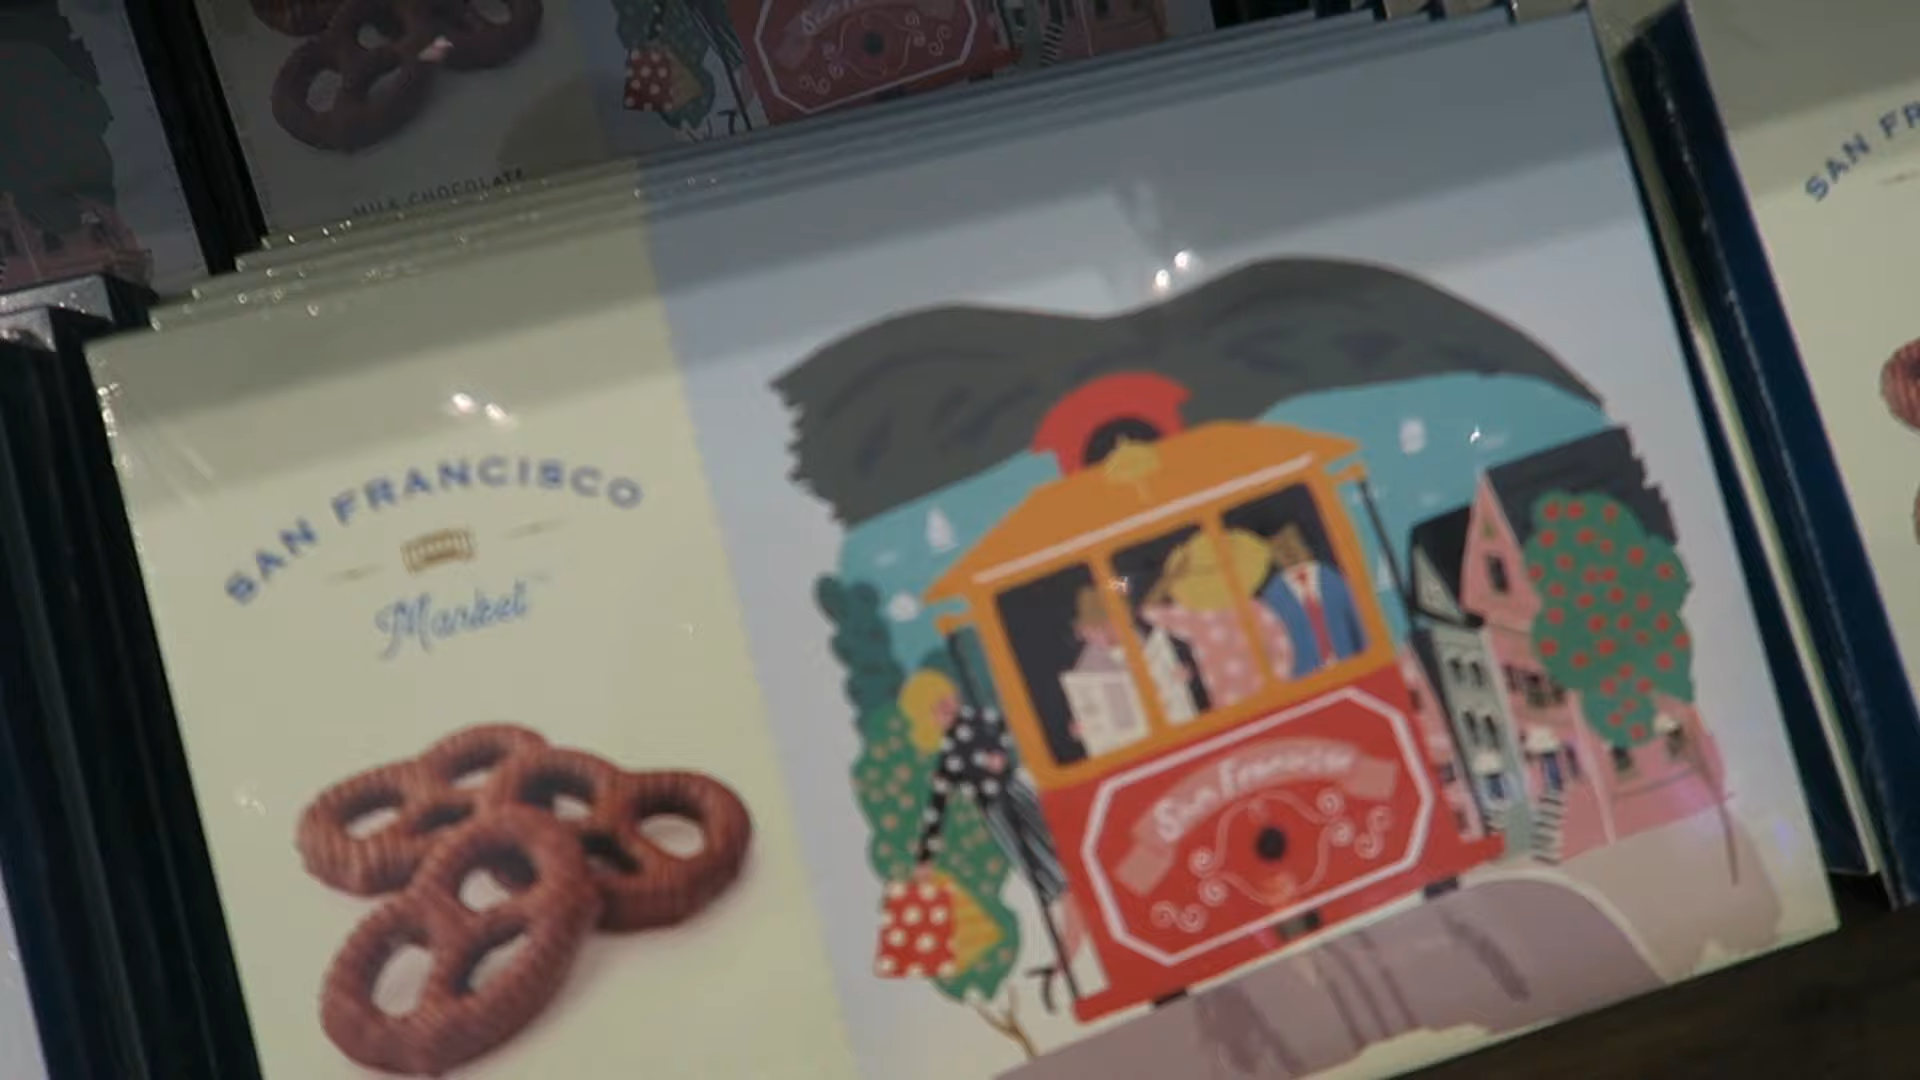 MILK CHOCOLATE
SAN FRANCISCO
Market
San Francisco
SAN FR